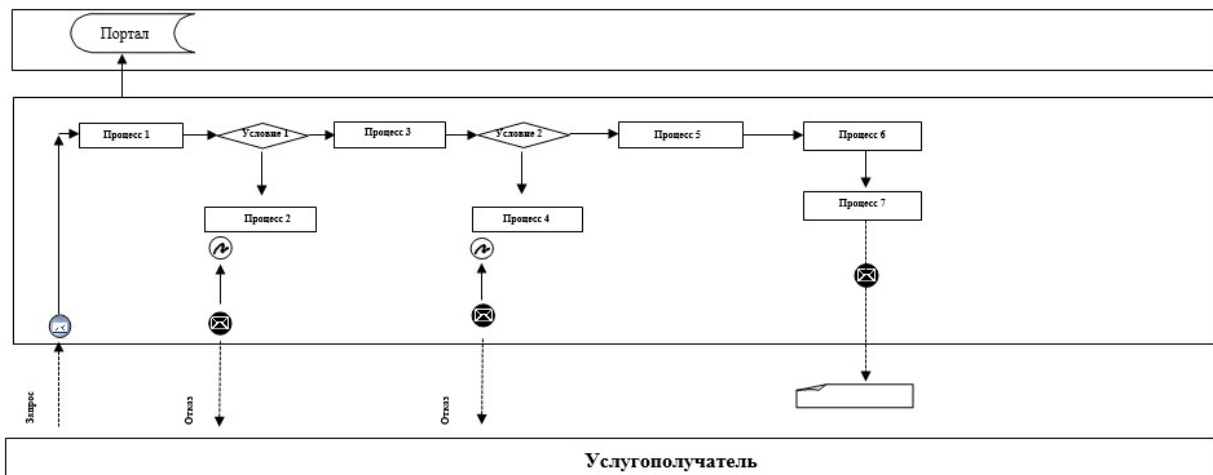 Портал
Процесс 1
Условие 1
Процесс 3
Условие 2
Процесс 5
Процесс 6
Процесс 2
Процесс 4
Процесс 7
Запрос
Отказ
Отказ
Услугополучатель